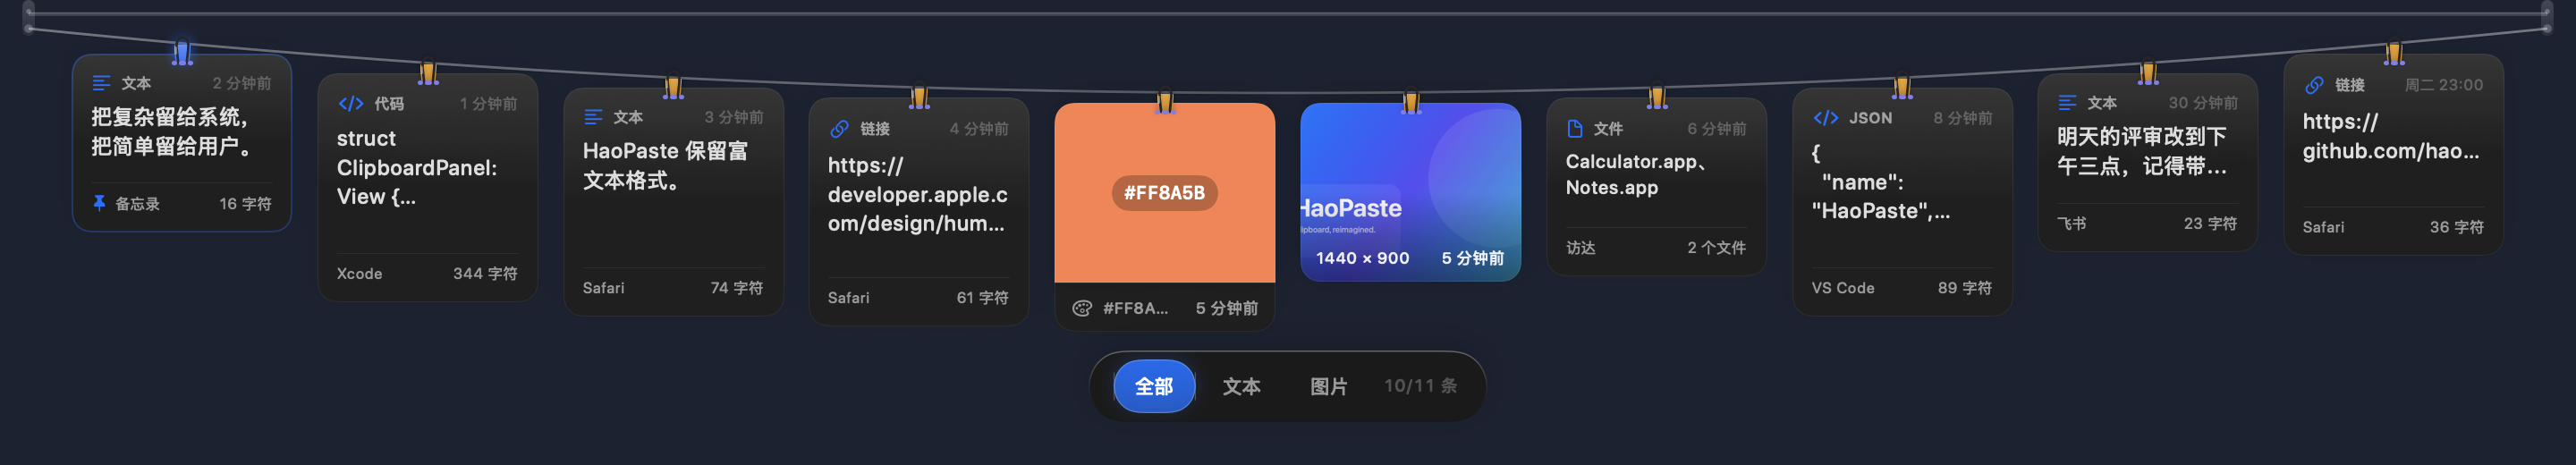 文本 2 分钟前
把复杂留给系统，
把简单留给用户。
备忘录 16 字符
代码 1 分钟前
struct
ClipboardPanel:
View {...
Xcode 344 字符
文本 3 分钟前
HaoPaste 保留富
文本格式。
Safari 74 字符
链接 4 分钟前
https://
developer.apple.c
om/design/hum...
Safari 61 字符
#FF8A5B
#FF8A... 5 分钟前
HaoPaste
ipboard, reimagined.
1440 × 900 5 分钟前
文件 6 分钟前
Calculator.app、
Notes.app
访达 2 个文件
JSON 8 分钟前
{
"name":
"HaoPaste",...
VS Code 89 字符
文本 30 分钟前
明天的评审改到下
午三点，记得带...
飞书 23 字符
链接 周二 23:00
https://
github.com/hao...
Safari 36 字符
全部 文本 图片 10/11 条